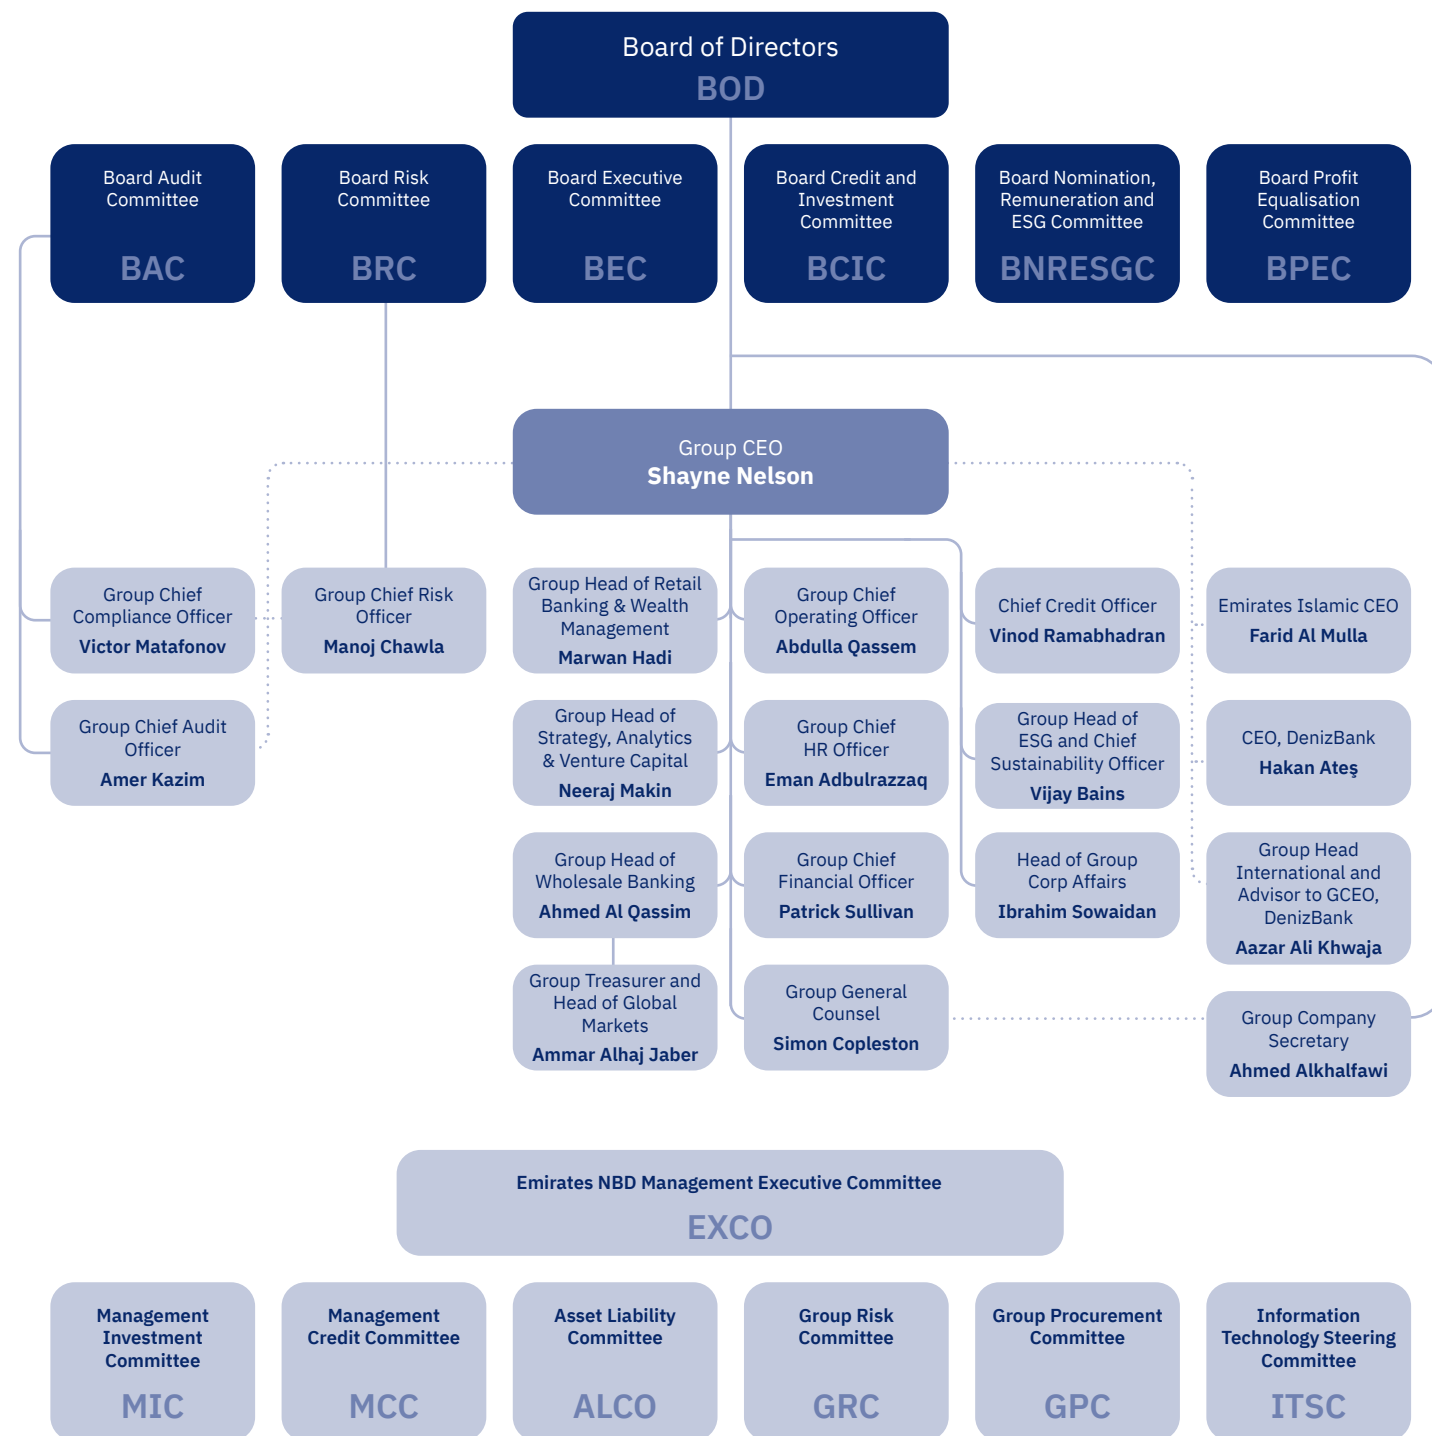 Board of Directors
BOD
Board Audit
Committee
BAC
Board Risk
Committee
BRC
Board Executive
Committee
BEC
Board Credit and
Investment
Committee
BCIC
Board Nomination,
Remuneration and
ESG Committee
BNRESGC
Board Profit
Equalisation
Committee
BPEC
Group CEO
Shayne Nelson
Group Chief
Compliance Officer
Victor Matafonov
Group Chief Risk
Officer
Manoj Chawla
Group Head of Retail
Banking & Wealth
Management
Marwan Hadi
Group Chief
Operating Officer
Abdulla Qassem
Chief Credit Officer
Vinod Ramabhadran
Emirates Islamic CEO
Farid Al Mulla
Group Chief Audit
Officer
Amer Kazim
Group Head of
Strategy, Analytics
& Venture Capital
Neeraj Makin
Group Chief
HR Officer
Eman Adbulrazzaq
Group Head of
ESG and Chief
Sustainability Officer
Vijay Bains
CEO, DenizBank
Hakan Ateş
Group Head of
Wholesale Banking
Ahmed Al Qassim
Group Chief
Financial Officer
Patrick Sullivan
Head of Group
Corp Affairs
Ibrahim Sowaidan
Group Head
International and
Advisor to GCEO,
DenizBank
Aazar Ali Khwaja
Group Treasurer and
Head of Global
Markets
Ammar Alhaj Jaber
Group General
Counsel
Simon Copleston
Group Company
Secretary
Ahmed Alkhalfawi
Emirates NBD Management Executive Committee
EXCO
Management
Investment
Committee
MIC
Management
Credit Committee
MCC
Asset Liability
Committee
ALCO
Group Risk
Committee
GRC
Group Procurement
Committee
GPC
Information
Technology Steering
Committee
ITSC